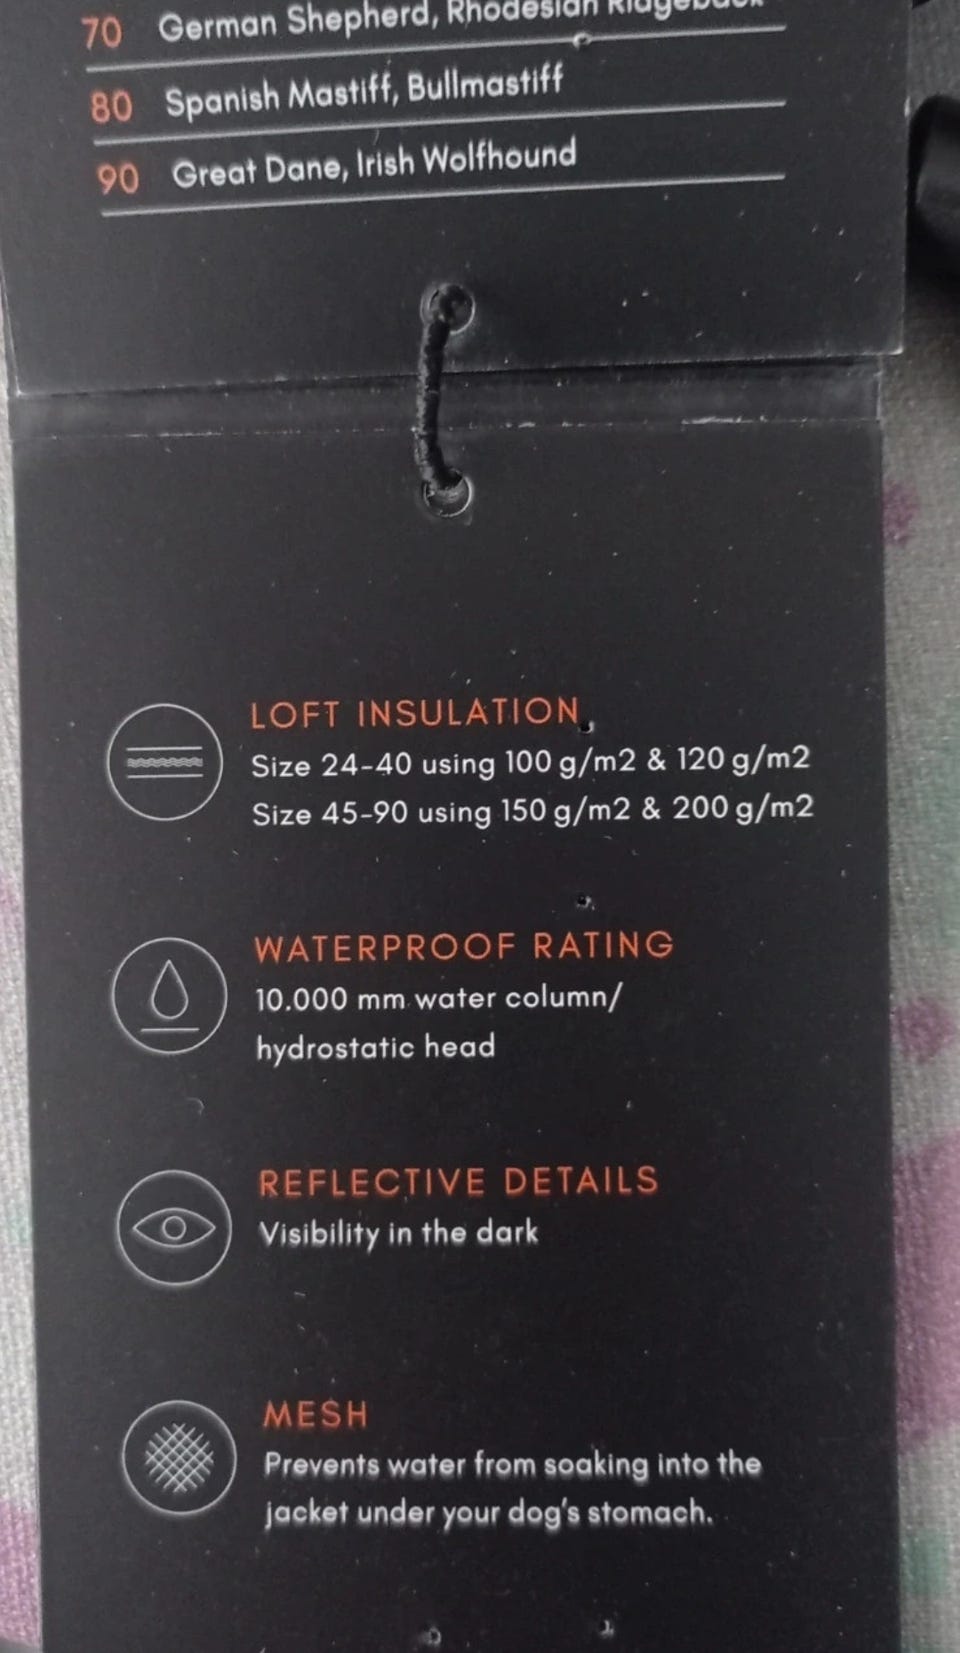 70 German Shepherd, Rhodesian Ridgeback
80 Spanish Mastiff, Bullmastiff
90 Great Dane, Irish Wolfhound
LOFT INSULATION
Size 24-40 using 100 g/m2 & 120 g/m2
Size 45-90 using 150 g/m2 & 200 g/m2
WATERPROOF RATING
10.000 mm water column/
hydrostatic head
REFLECTIVE DETAILS
Visibility in the dark
MESH
Prevents water from soaking into the
jacket under your dog's stomach.